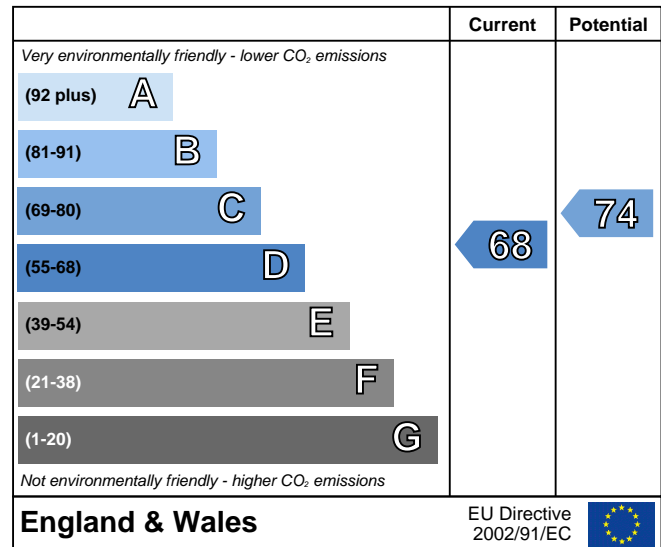 Current Potential
Very environmentally friendly - lower CO₂ emissions
(92 plus) A
(81-91) B
(69-80) C
(55-68) D
(39-54) E
(21-38) F
(1-20) G
68
74
Not environmentally friendly - higher CO₂ emissions
England & Wales
EU Directive
2002/91/EC